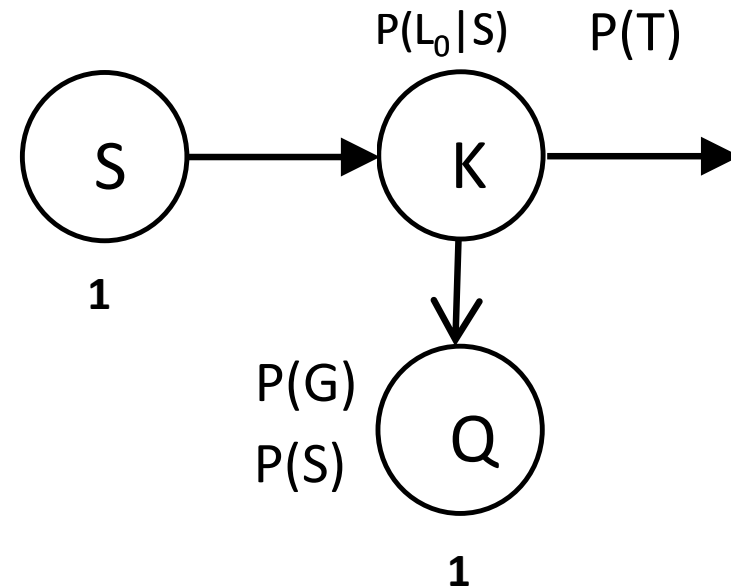 P(L₀|S) P(T)
S K
1
P(G)
P(S) Q
1